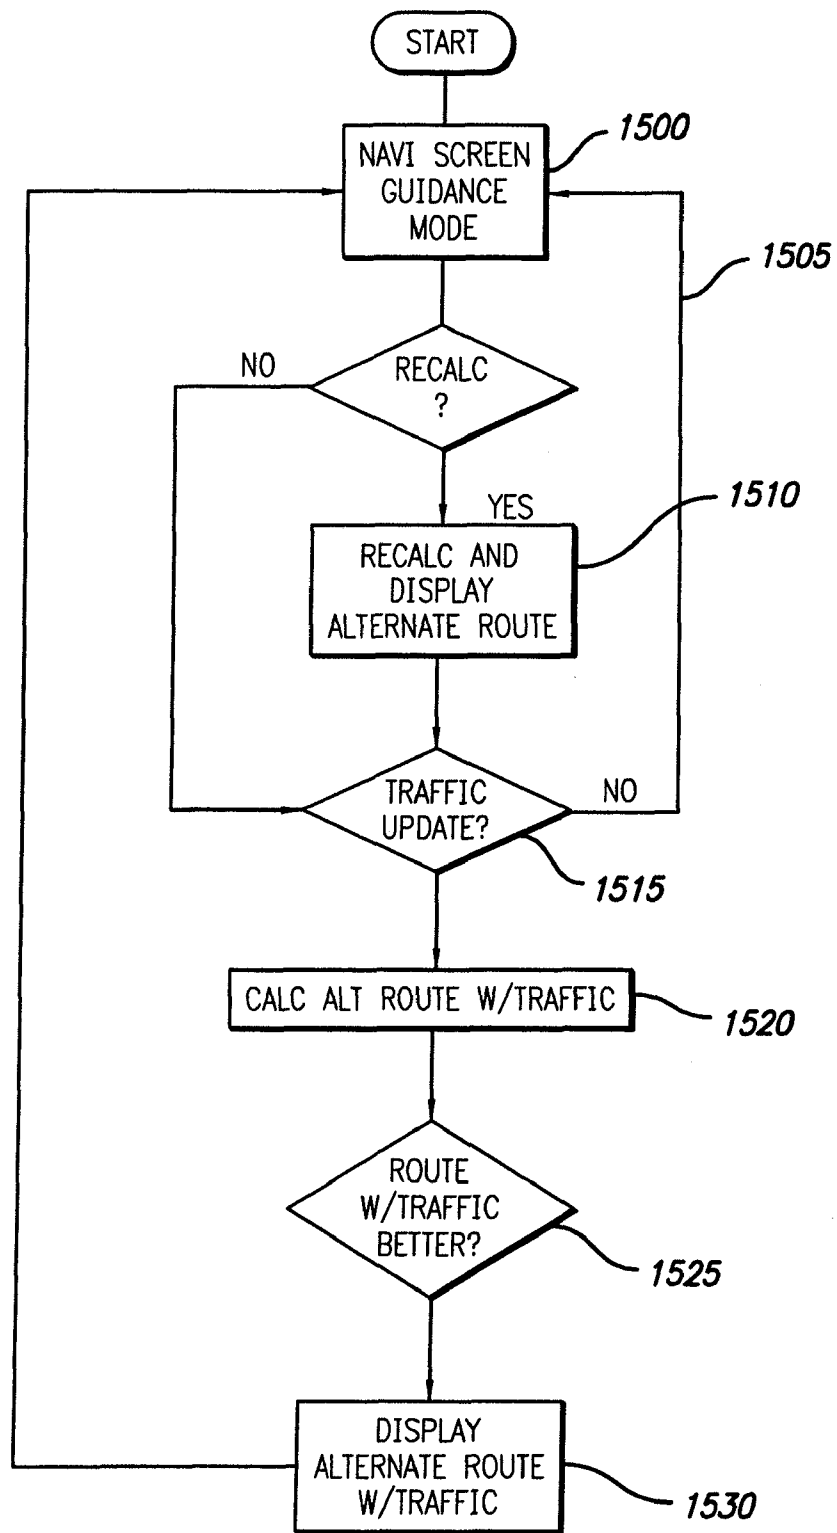 START
1500
NAVI SCREEN
GUIDANCE
MODE
1505
NO
RECALC
?
YES
1510
RECALC AND
DISPLAY
ALTERNATE ROUTE
TRAFFIC
UPDATE?
NO
1515
CALC ALT ROUTE W/TRAFFIC
1520
ROUTE
W/TRAFFIC
BETTER?
1525
DISPLAY
ALTERNATE ROUTE
W/TRAFFIC
1530